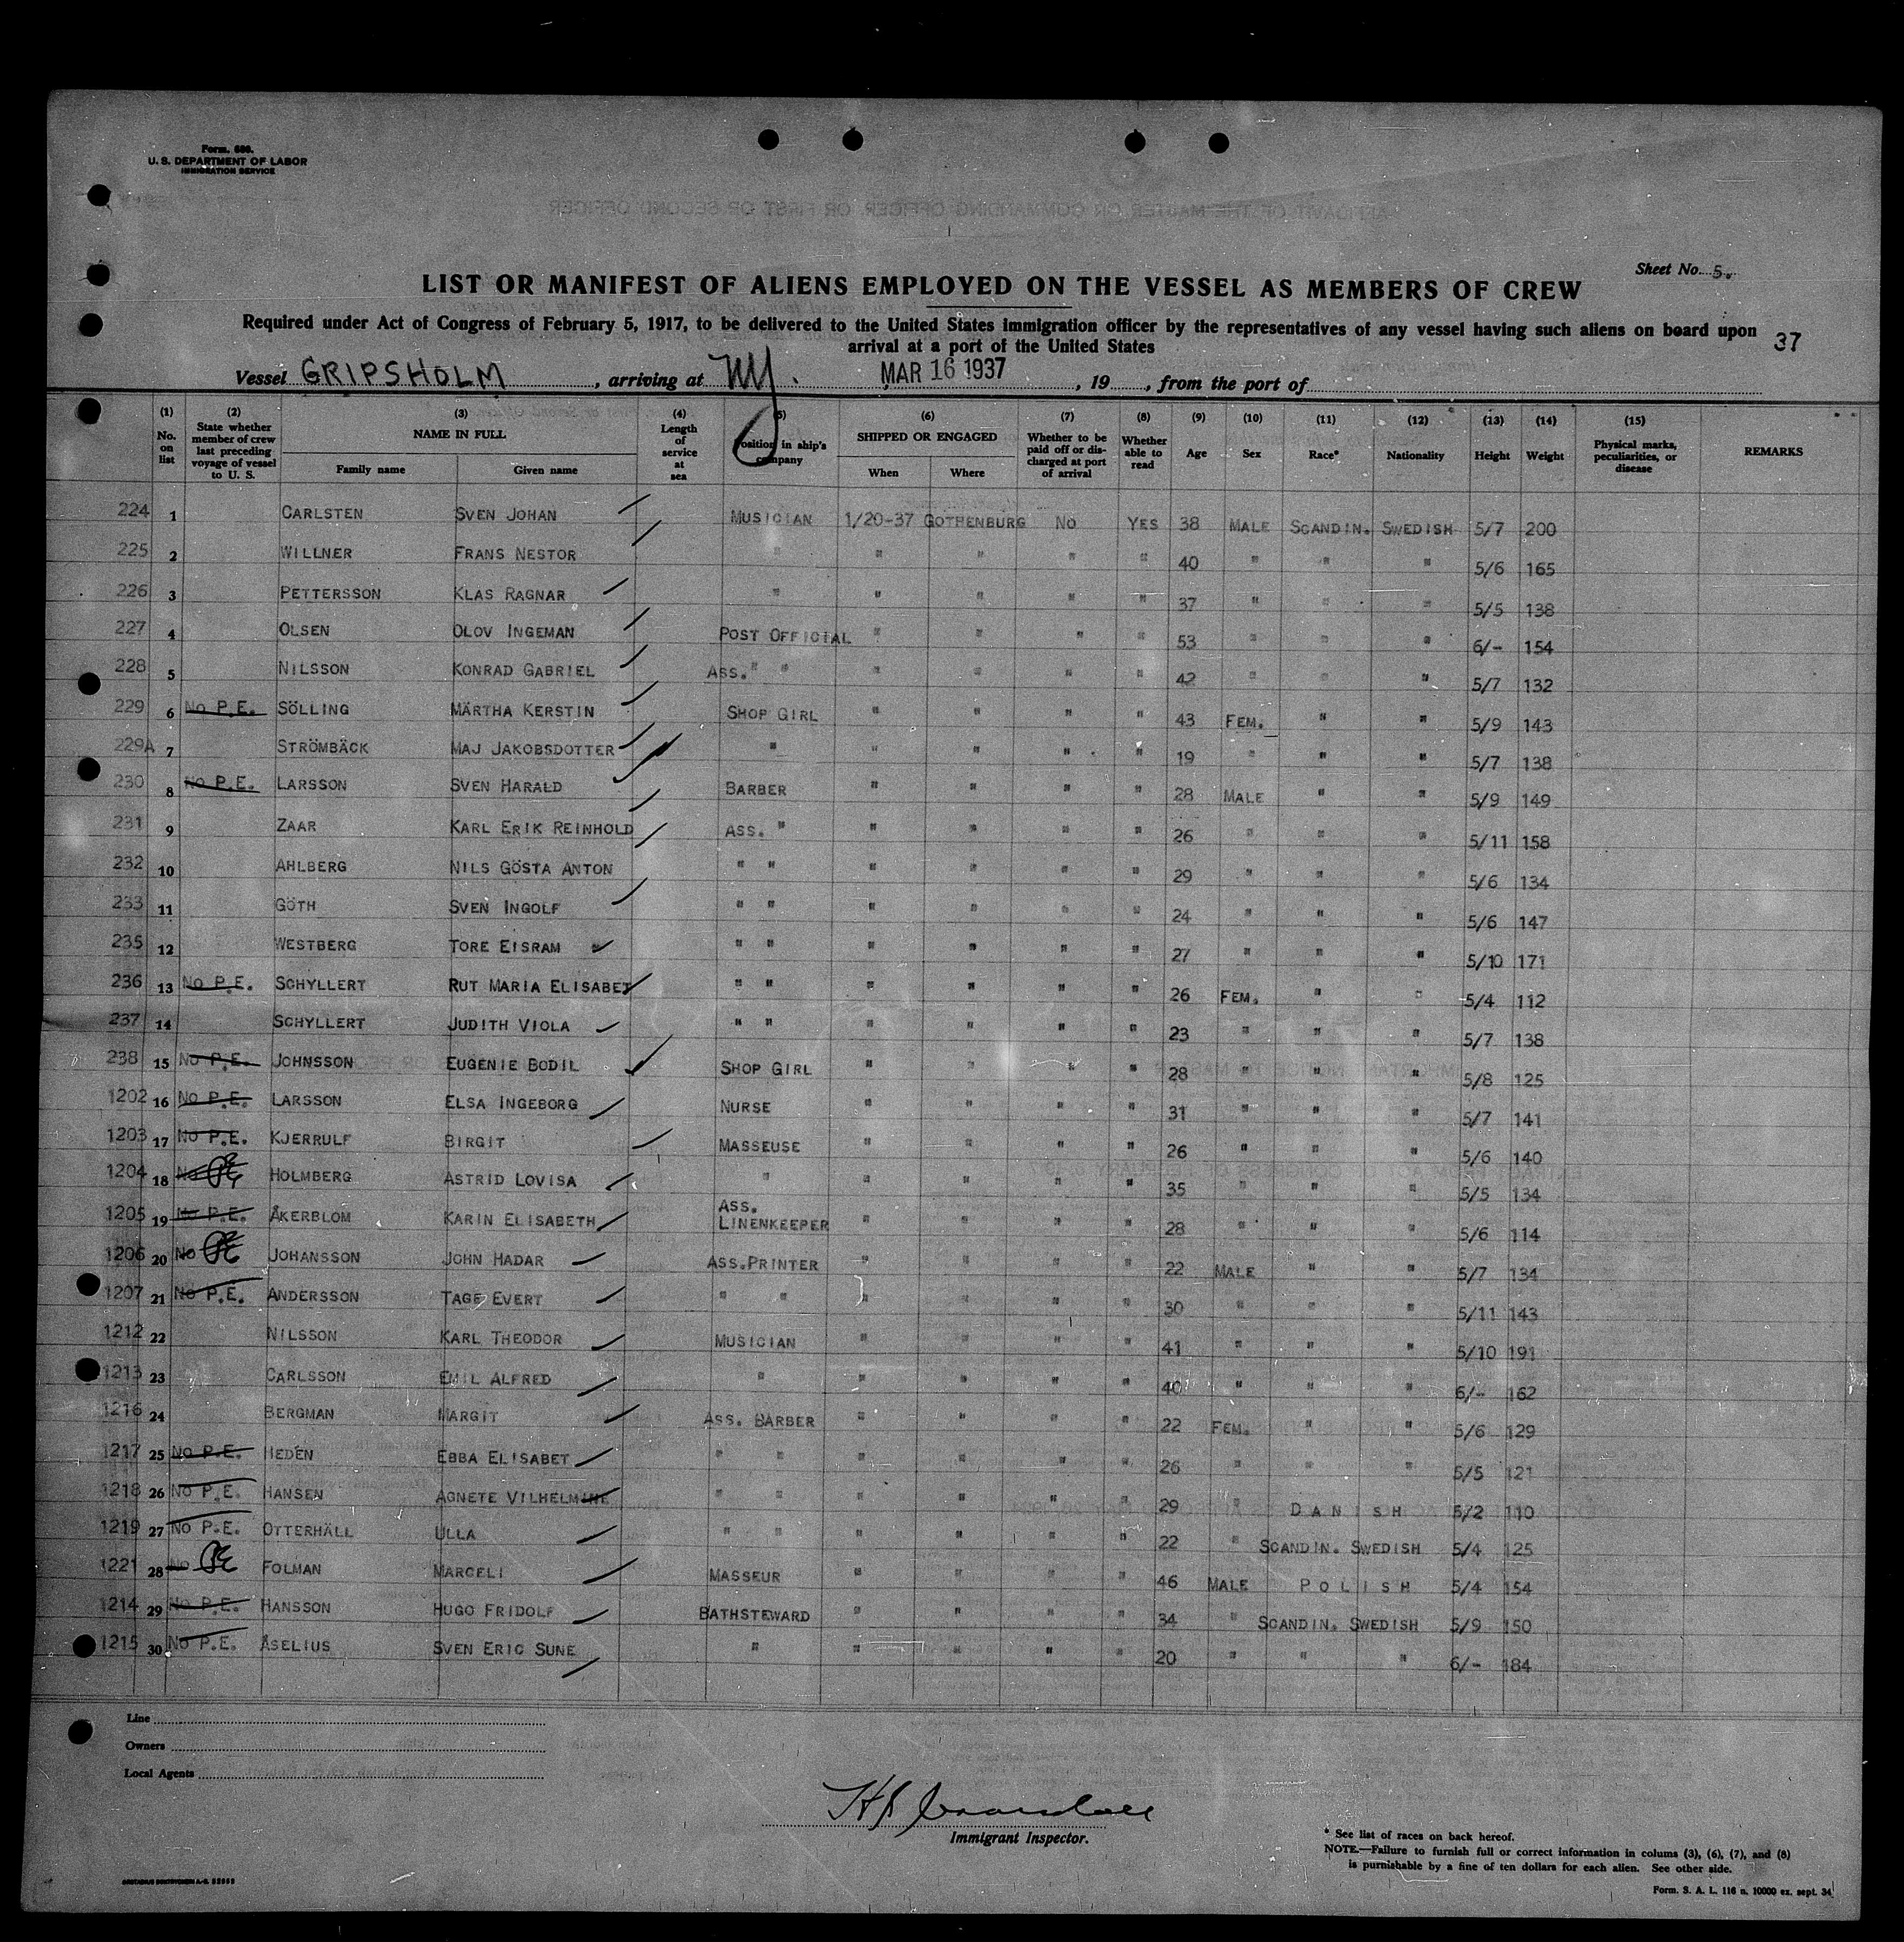 Form. 680.
U. S. DEPARTMENT OF LABOR
IMMIGRATION SERVICE
Sheet No. 5.
LIST OR MANIFEST OF ALIENS EMPLOYED ON THE VESSEL AS MEMBERS OF CREW
Required under Act of Congress of February 5, 1917, to be delivered to the United States immigration officer by the representatives of any vessel having such aliens on board upon
arrival at a port of the United States
37
Vessel GRIPSHOLM, arriving at NY. MAR 16 1937, 19, from the port of
(1) No. on list (2) State whether member of crew last preceding voyage of vessel to U. S. (3) NAME IN FULL Family name Given name (4) Length of service at sea (5) Position in ship's company (6) SHIPPED OR ENGAGED When Where (7) Whether to be paid off or discharged at port of arrival (8) Whether able to read (9) Age (10) Sex (11) Race* (12) Nationality (13) Height (14) Weight (15) Physical marks, peculiarities, or disease REMARKS
224 1 CARLSTEN SVEN JOHAN MUSICIAN 1/20-37 GOTHENBURG NO YES 38 MALE SCANDIN. SWEDISH 5/7 200
225 2 WILLNER FRANS NESTOR " " " " " 40 " " " 5/6 165
226 3 PETTERSSON KLAS RAGNAR " " " " " 37 " " " 5/5 138
227 4 OLSEN OLOV INGEMAN POST OFFICIAL " " " " 53 " " " 6/- 154
228 5 NILSSON KONRAD GABRIEL ASS. " " " " " " 42 " " " 5/7 132
229 6 NO P.E. SÖLLING MÄRTHA KERSTIN SHOP GIRL " " " " 43 FEM. " " 5/9 143
229A 7 STRÖMBÄCK MAJ JAKOBSDOTTER " " " " " 19 " " " 5/7 138
230 8 NO P.E. LARSSON SVEN HARALD BARBER " " " " 28 MALE " " 5/9 149
231 9 ZAAR KARL ERIK REINHOLD ASS. " " " " " 26 " " " 5/11 158
232 10 AHLBERG NILS GÖSTA ANTON " " " " " " 29 " " " 5/6 134
233 11 GÖTH SVEN INGOLF " " " " " " 24 " " " 5/6 147
235 12 WESTBERG TORE EISRAM " " " " " " 27 " " " 5/10 171
236 13 NO P.E. SCHYLLERT RUT MARIA ELISABET " " " " " " 26 FEM. " " 5/4 112
237 14 SCHYLLERT JUDITH VIOLA " " " " " " 23 " " " 5/7 138
238 15 NO P.E. JOHNSSON EUGENIE BODIL SHOP GIRL " " " " 28 " " " 5/8 125
1202 16 NO P.E. LARSSON ELSA INGEBORG NURSE " " " " 31 " " " 5/7 141
1203 17 NO P.E. KJERRULF BIRGIT MASSEUSE " " " " 26 " " " 5/6 140
1204 18 NO PE HOLMBERG ASTRID LOVISA " " " " " 35 " " " 5/5 134
1205 19 NO P.E. ÅKERBLOM KARIN ELISABETH ASS. LINENKEEPER " " " " 28 " " " 5/6 114
1206 20 NO PE JOHANSSON JOHN HADAR ASS.PRINTER " " " " 22 MALE " " 5/7 134
1207 21 NO P.E. ANDERSSON TAGE EVERT " " " " " " 30 " " " 5/11 143
1212 22 NILSSON KARL THEODOR MUSICIAN " " " " 41 " " " 5/10 191
1213 23 CARLSSON EMIL ALFRED " " " " " 40 " " " 6/- 162
1216 24 BERGMAN MARGIT ASS. BARBER " " " " 22 FEM. " " 5/6 129
1217 25 NO P.E. HEDEN EBBA ELISABET " " " " " " 26 " " " 5/5 121
1218 26 NO P.E. HANSEN AGNETE VILHELMINE " " " " " " 29 " DANISH 5/2 110
1219 27 NO P.E. OTTERHÄLL ULLA " " " " " " 22 " SCANDIN. SWEDISH 5/4 125
1221 28 NO PE FOLMAN MARCELI MASSEUR " " " " 46 MALE POLISH 5/4 154
1214 29 NO P.E. HANSSON HUGO FRIDOLF BATHSTEWARD " " " " 34 " SCANDIN. SWEDISH 5/9 150
1215 30 NO P.E. ÅSELIUS SVEN ERIC SUNE " " " " " 20 " " " 6/- 184
Line
Owners
Local Agents
Immigrant Inspector.
* See list of races on back hereof.
NOTE.—Failure to furnish full or correct information in colums (3), (6), (7), and (8)
is purnishable by a fine of ten dollars for each alien. See other side.
Form. S. A. L. 116 n. 10000 ex. sept. 34